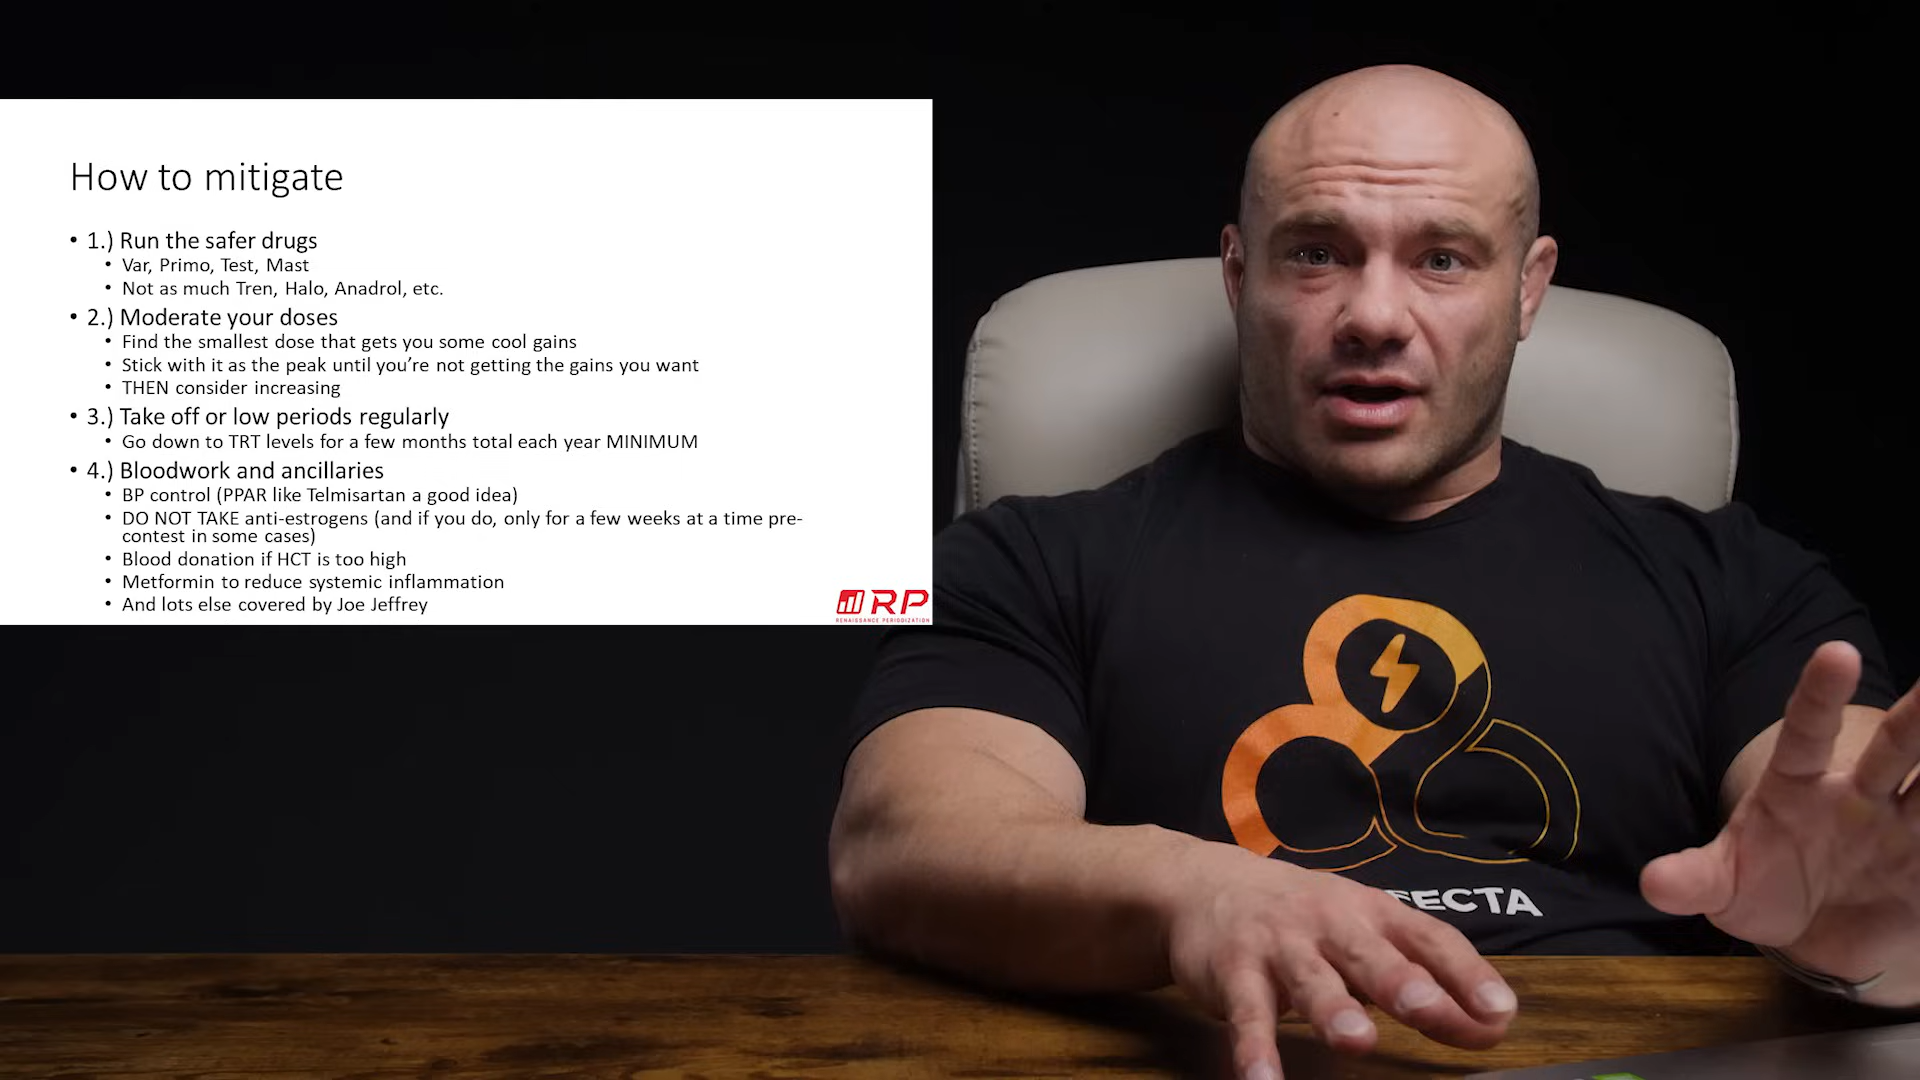 How to mitigate
• 1.) Run the safer drugs
• Var, Primo, Test, Mast
• Not as much Tren, Halo, Anadrol, etc.
• 2.) Moderate your doses
• Find the smallest dose that gets you some cool gains
• Stick with it as the peak until you’re not getting the gains you want
• THEN consider increasing
• 3.) Take off or low periods regularly
• Go down to TRT levels for a few months total each year MINIMUM
• 4.) Bloodwork and ancillaries
• BP control (PPAR like Telmisartan a good idea)
• DO NOT TAKE anti-estrogens (and if you do, only for a few weeks at a time pre-
contest in some cases)
• Blood donation if HCT is too high
• Metformin to reduce systemic inflammation
• And lots else covered by Joe Jeffrey
RP
RENAISSANCE PERIODIZATION
FECTA